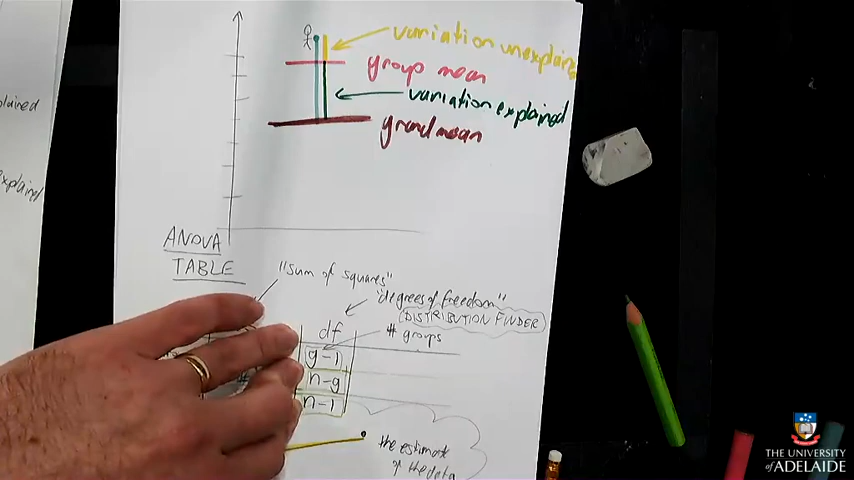 variation unexplaine
group mean
variation explained
grand mean
plained
xplained
ANOVA
TABLE
"sum of squares"
"degrees of freedom"
(DISTRIBUTION FINDER)
df
# groups
g-1
n-g
n-1
the estimate
of the data
THE UNIVERSITY
of ADELAIDE